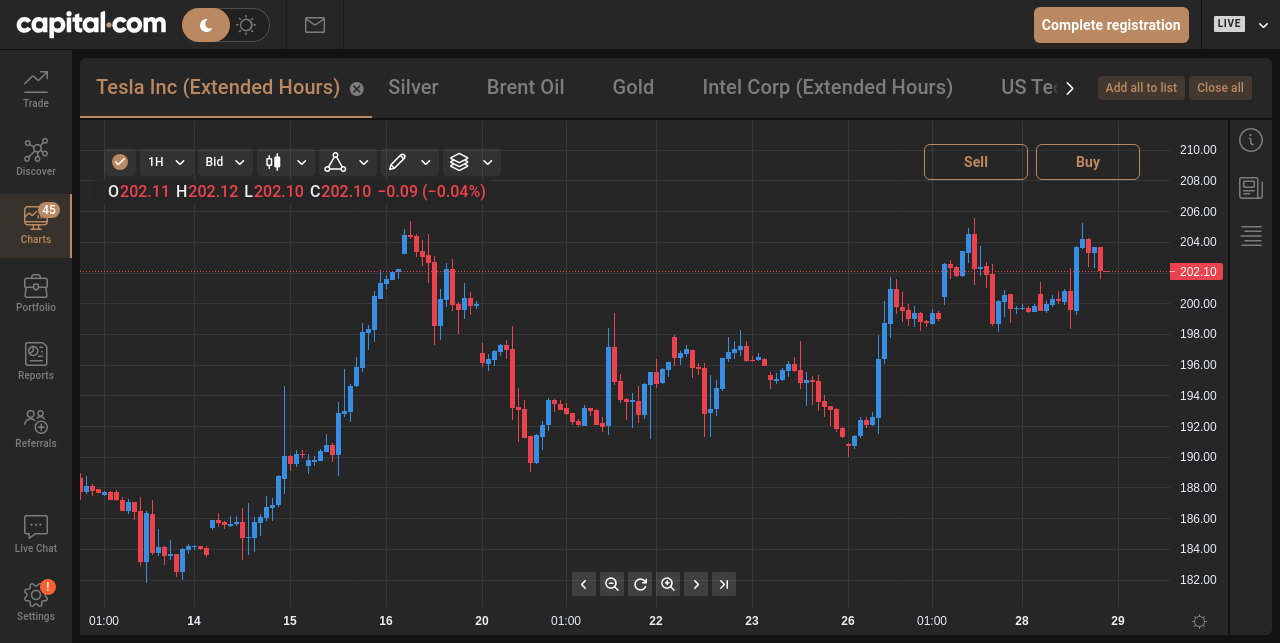 capital.com
Complete registration
LIVE
Trade
Discover
45
Charts
Portfolio
Reports
Referrals
Live Chat
!
Settings
Tesla Inc (Extended Hours)
Silver
Brent Oil
Gold
Intel Corp (Extended Hours)
US Te
Add all to list
Close all
1H
Bid
Sell
Buy
O202.11 H202.12 L202.10 C202.10 −0.09 (−0.04%)
210.00
208.00
206.00
204.00
202.10
200.00
198.00
196.00
194.00
192.00
190.00
188.00
186.00
184.00
182.00
01:00 14 15 16 20 01:00 22 23 26 01:00 28 29